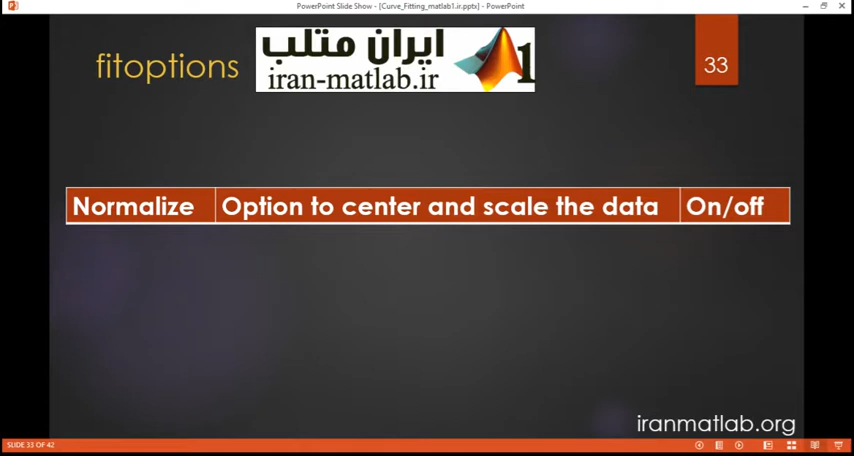 PowerPoint Slide Show - [Curve_Fitting_matlab1.ir.pptx] - PowerPoint
fitoptions
ایران متلب
iran-matlab.ir
1
33
Normalize Option to center and scale the data On/off
iranmatlab.org
SLIDE 33 OF 42